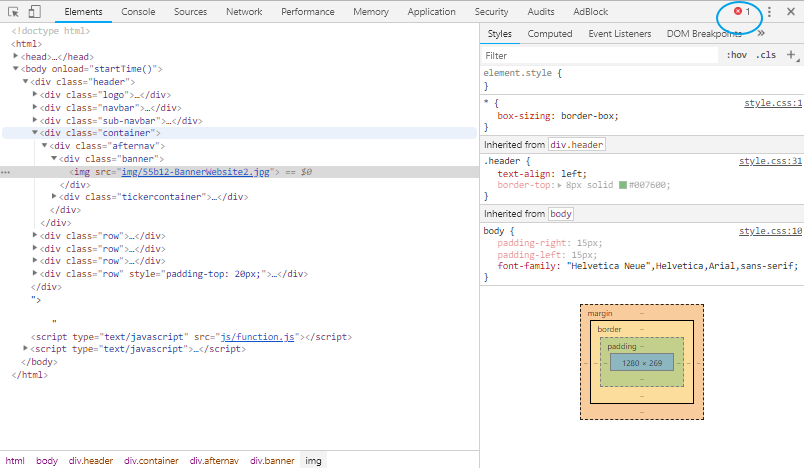 Elements Console Sources Network Performance Memory Application Security Audits AdBlock 1
<!doctype html>
<html>
<head>…</head>
<body onload="startTime()">
<div class="header">
<div class="logo">…</div>
<div class="navbar">…</div>
<div class="sub-navbar">…</div>
<div class="container">
<div class="afternav">
<div class="banner">
<img src="img/55b12-BannerWebsite2.jpg"> == $0
</div>
<div class="tickercontainer">…</div>
</div>
</div>
<div class="row">…</div>
<div class="row">…</div>
<div class="row">…</div>
<div class="row" style="padding-top: 20px;">…</div>
</div>
">
"
<script type="text/javascript" src="js/function.js"></script>
<script type="text/javascript">…</script>
</body>
</html>
html body div.header div.container div.afternav div.banner img
Styles Computed Event Listeners DOM Breakpoints »
Filter :hov .cls +
element.style {
}
* { style.css:1
box-sizing: border-box;
}
Inherited from div.header
.header { style.css:31
text-align: left;
border-top: 8px solid #007600;
}
Inherited from body
body { style.css:10
padding-right: 15px;
padding-left: 15px;
font-family: "Helvetica Neue",Helvetica,Arial,sans-serif;
}
margin –
border –
padding –
– – – 1280 × 269 – – –
–
–
–